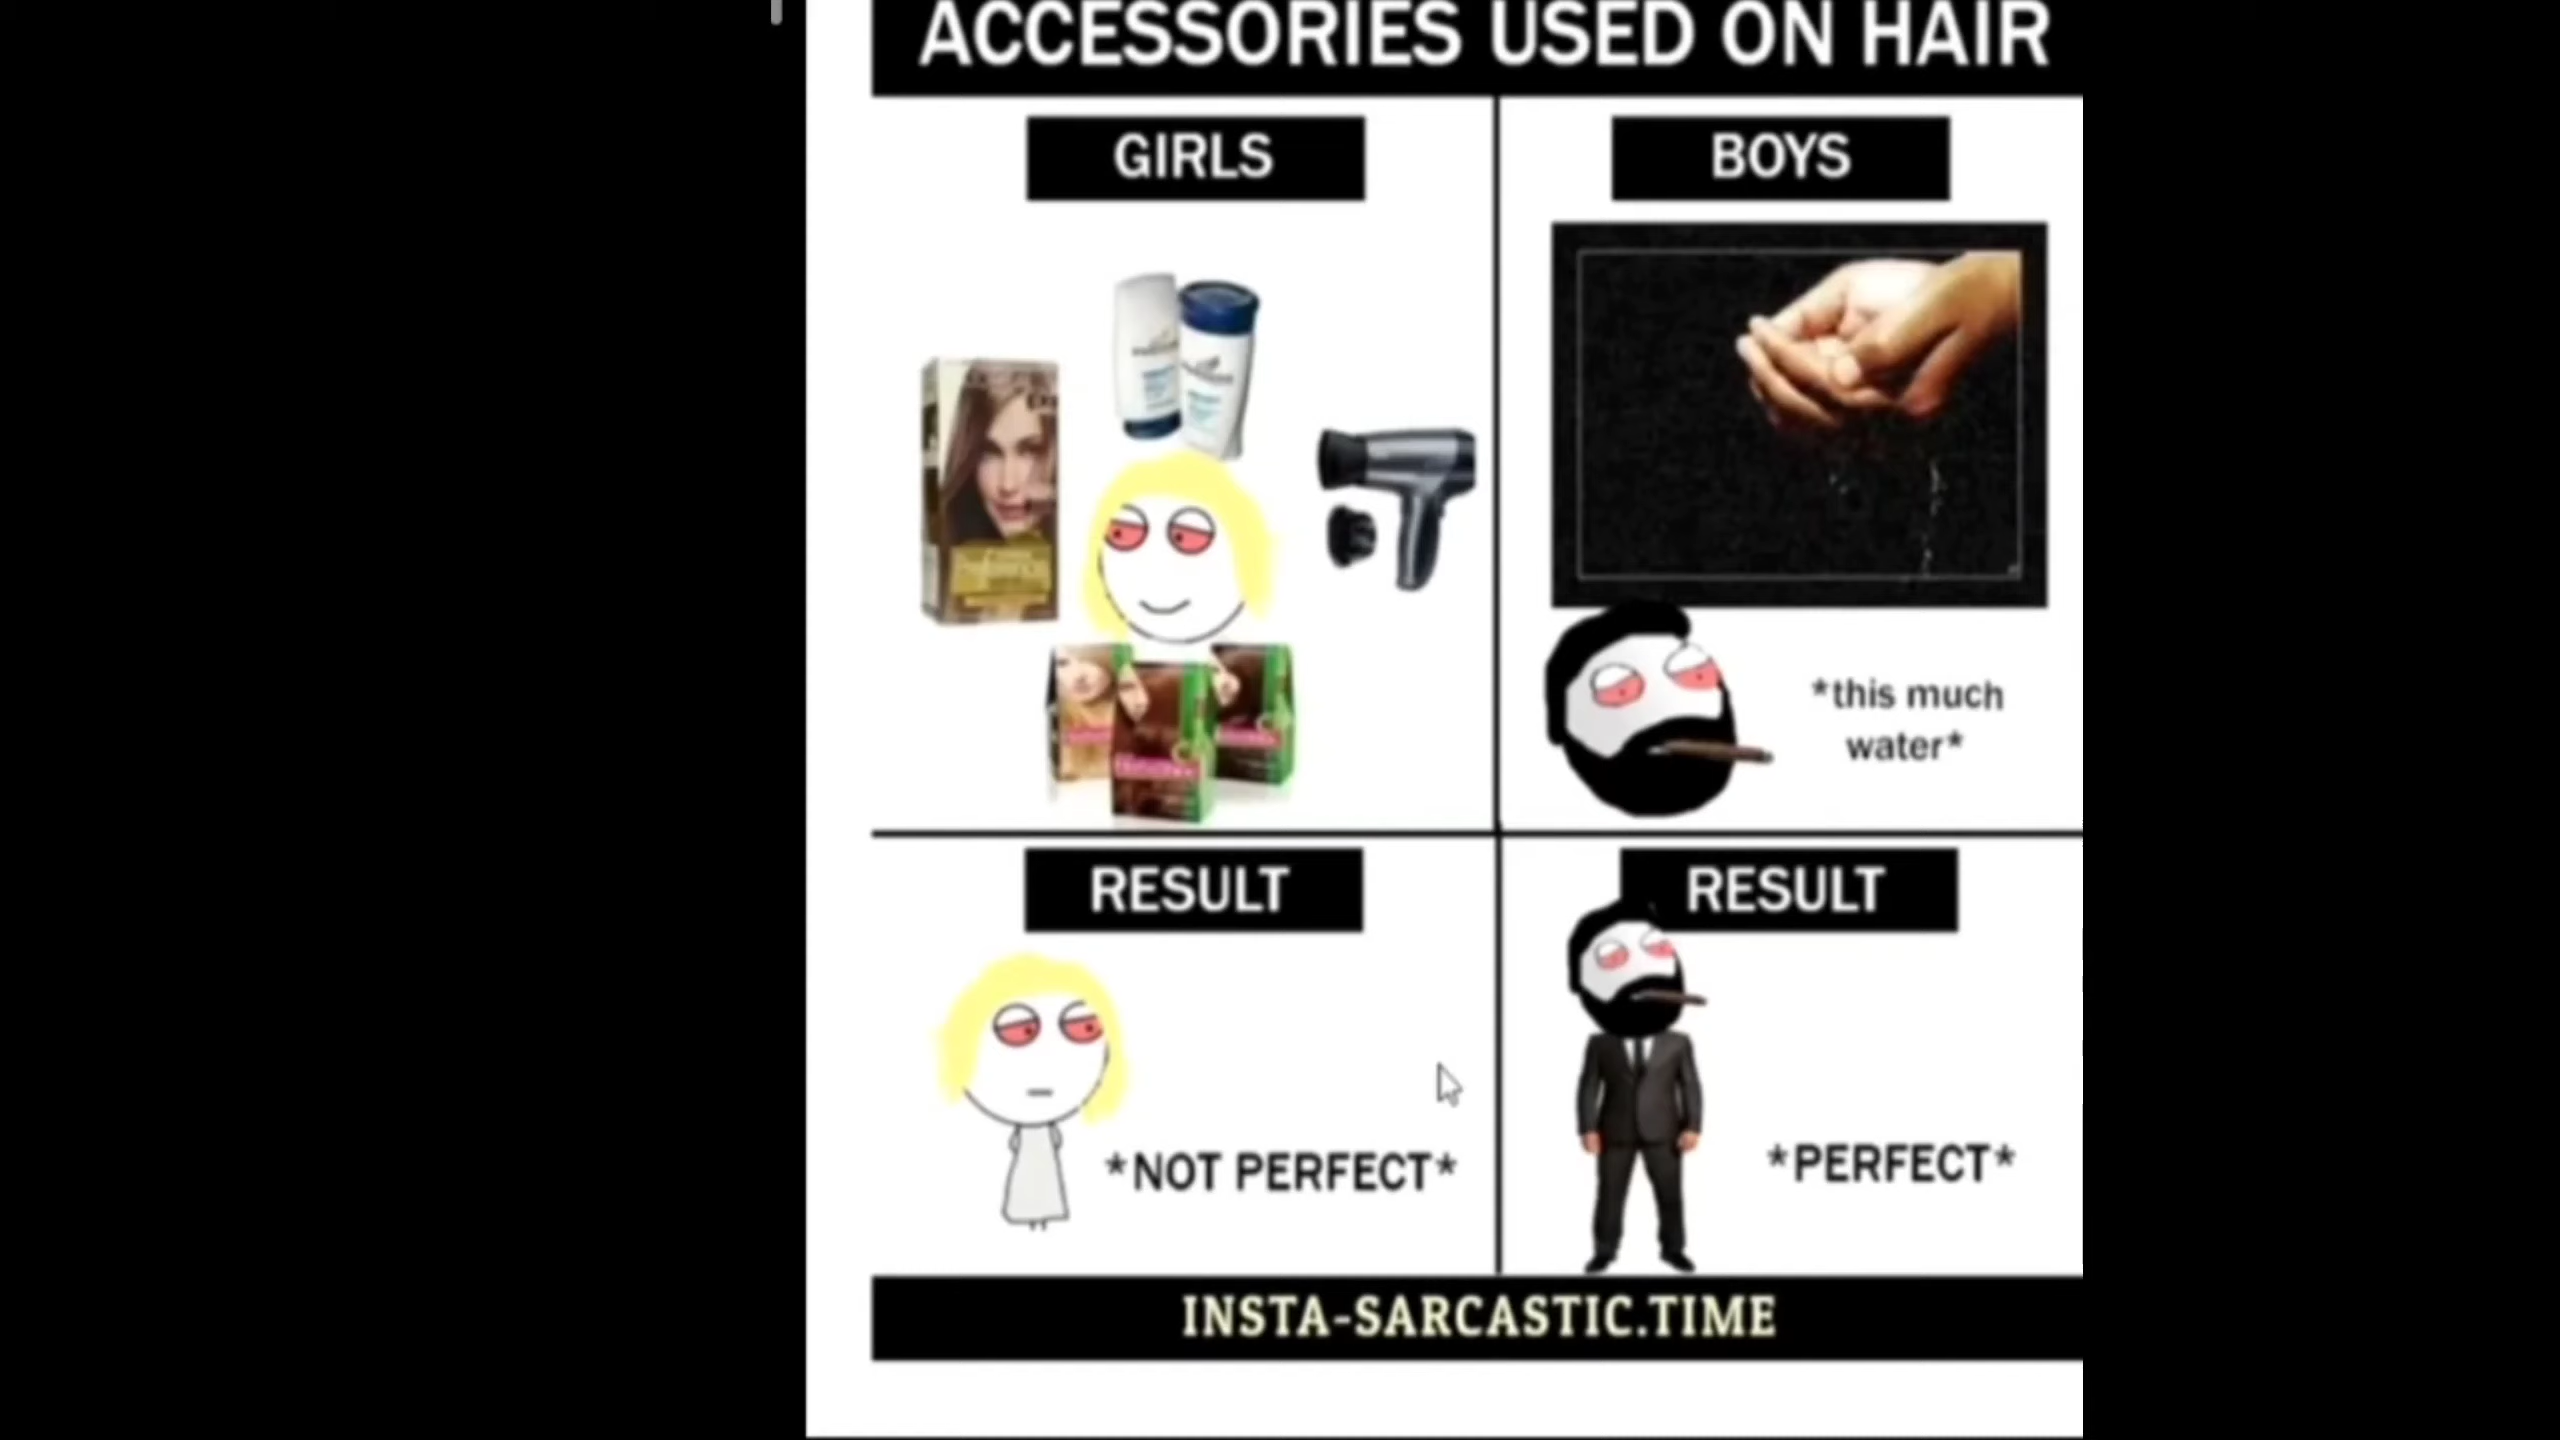 ACCESSORIES USED ON HAIR
GIRLS
BOYS
*this much
water*
RESULT
RESULT
*NOT PERFECT*
*PERFECT*
INSTA-SARCASTIC.TIME